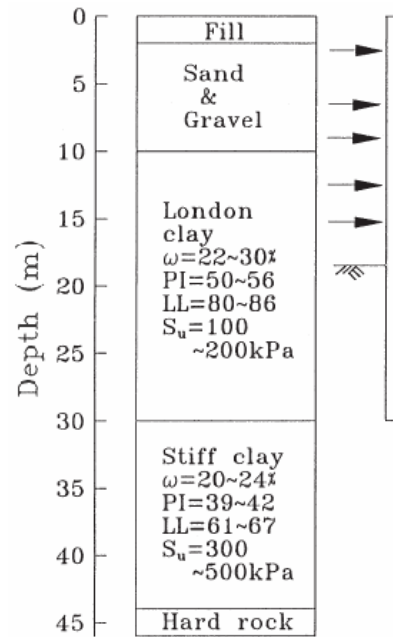 0
5
10
15
20
25
30
35
40
45
Depth (m)
Fill
Sand
&
Gravel
London
clay
ω=22~30%
PI=50~56
LL=80~86
Su=100
~200kPa
Stiff clay
ω=20~24%
PI=39~42
LL=61~67
Su=300
~500kPa
Hard rock